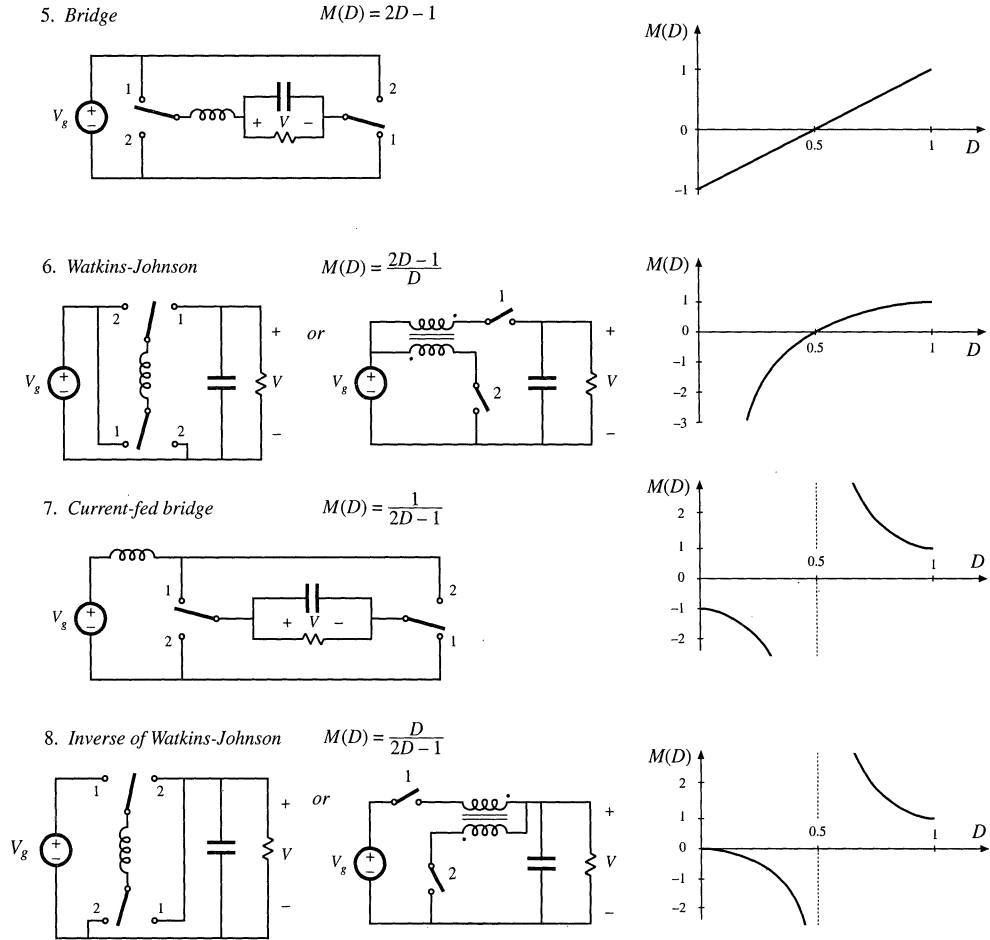 5. Bridge
M(D) = 2D – 1
1
2
V_g
+
–
+ V –
2
1
M(D)
1
0
–1
0.5
1
D
6. Watkins-Johnson
M(D) = (2D – 1)/D
V_g
+
–
2
1
1
2
+
V
–
or
V_g
+
–
1
2
+
V
–
M(D)
1
0
–1
–2
–3
0.5
1
D
7. Current-fed bridge
M(D) = 1/(2D – 1)
V_g
+
–
1
2
+ V –
2
1
M(D)
2
1
0
–1
–2
0.5
1
D
8. Inverse of Watkins-Johnson
M(D) = D/(2D – 1)
V_g
+
–
1
2
2
1
+
V
–
or
V_g
+
–
1
2
+
V
–
M(D)
2
1
0
–1
–2
0.5
1
D